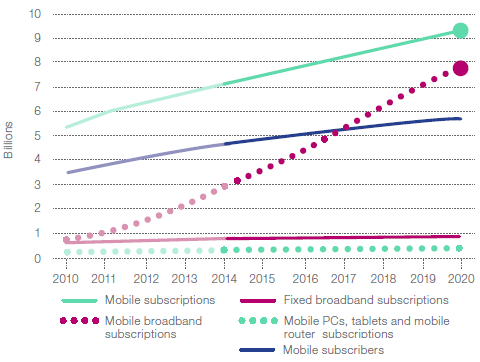 10
9
8
7
6
5
4
3
2
1
0
Billions
2010 2011 2012 2013 2014 2015 2016 2017 2018 2019 2020
Mobile subscriptions
Fixed broadband subscriptions
Mobile broadband
subscriptions
Mobile PCs, tablets and mobile
router subscriptions
Mobile subscribers